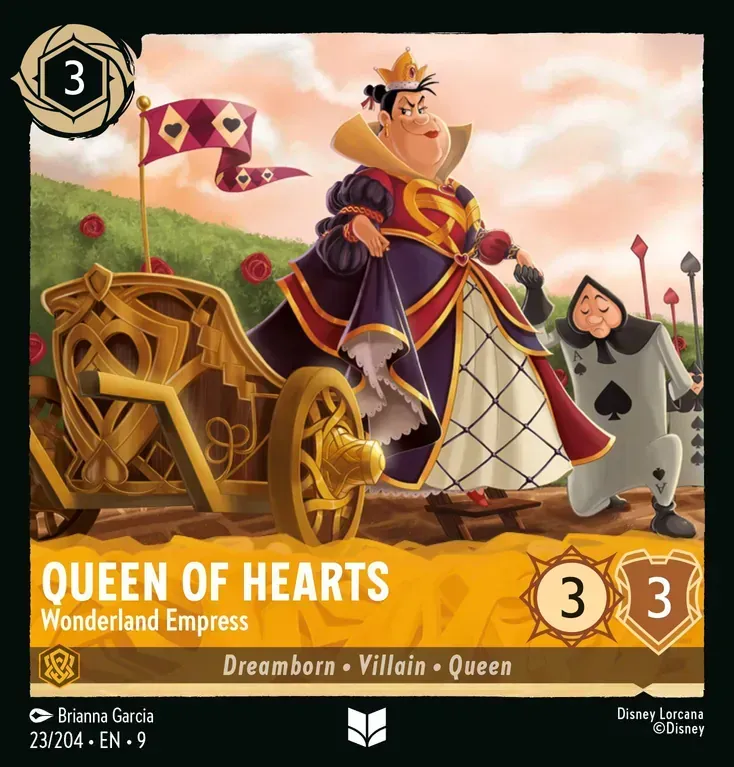 3
A
QUEEN OF HEARTS
Wonderland Empress
3
3
A
Dreamborn • Villain • Queen
Brianna Garcia
23/204 • EN • 9
Disney Lorcana
©Disney